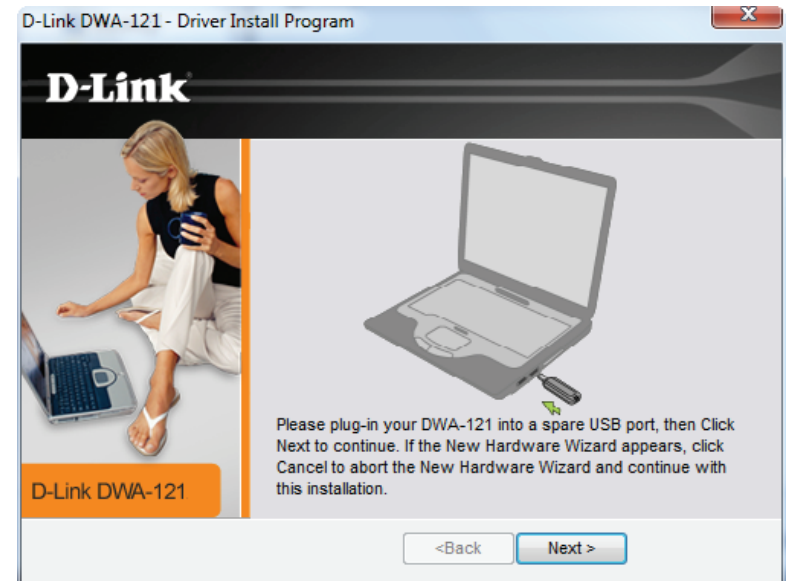 D-Link DWA-121 - Driver Install Program
D-Link
Please plug-in your DWA-121 into a spare USB port, then Click
Next to continue. If the New Hardware Wizard appears, click
Cancel to abort the New Hardware Wizard and continue with
this installation.
D-Link DWA-121
<Back
Next >